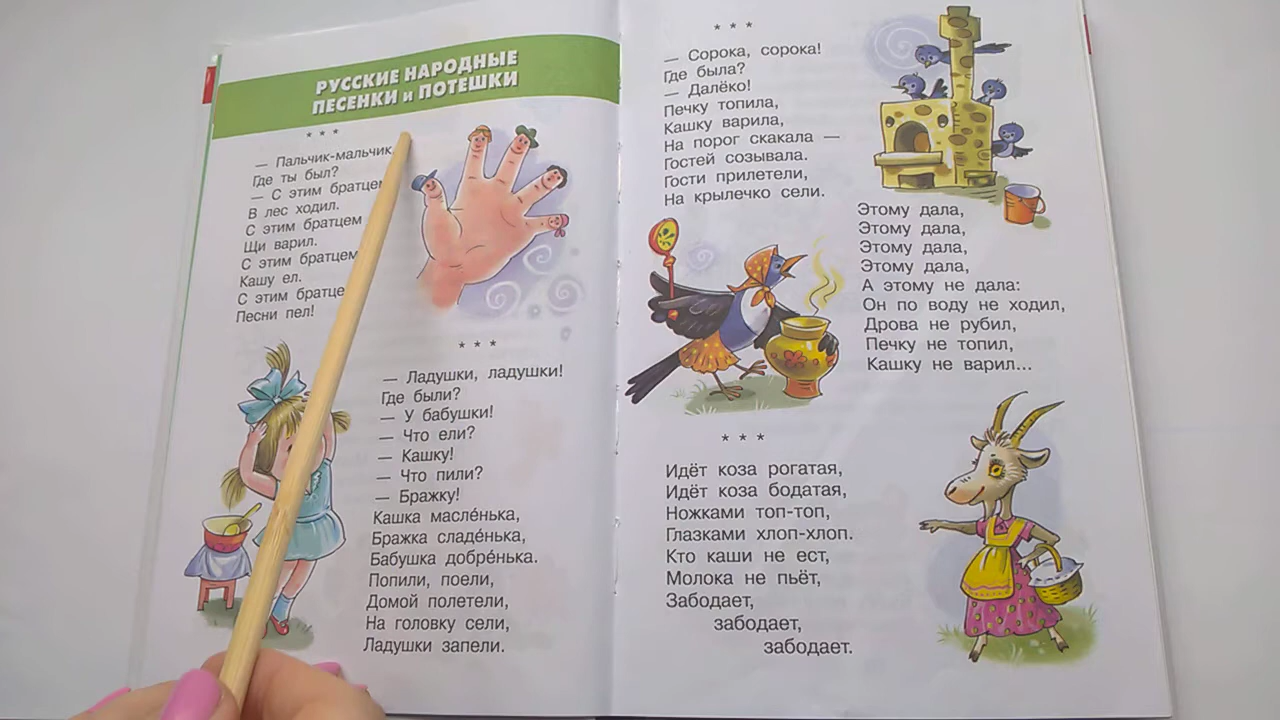 РУССКИЕ НАРОДНЫЕ
ПЕСЕНКИ и ПОТЕШКИ
* * *
— Пальчик-мальчик
Где ты был?
— С этим братцем
В лес ходил.
С этим братцем
Щи варил.
С этим братцем
Кашу ел.
С этим братце
Песни пел!
* * *
— Ладушки, ладушки!
Где были?
— У бабушки!
— Что ели?
— Кашку!
— Что пили?
— Бражку!
Кашка масле́нька,
Бражка сладе́нька,
Бабушка добре́нька.
Попили, поели,
Домой полетели,
На головку сели,
Ладушки запели.
* * *
— Сорока, сорока!
Где была?
— Далёко!
Печку топила,
Кашку варила,
На порог скакала —
Гостей созывала.
Гости прилетели,
На крылечко сели.
Этому дала,
Этому дала,
Этому дала,
Этому дала,
А этому не дала:
Он по воду не ходил,
Дрова не рубил,
Печку не топил,
Кашку не варил...
* * *
Идёт коза рогатая,
Идёт коза бодатая,
Ножками топ-топ,
Глазками хлоп-хлоп.
Кто каши не ест,
Молока не пьёт,
Забодает,
забодает,
забодает.